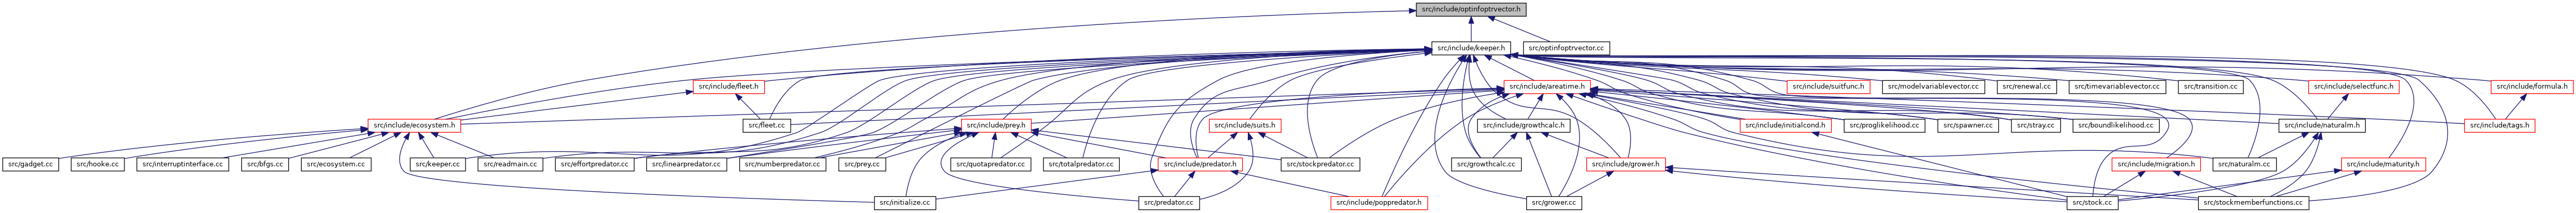 src/include/optinfoptrvector.h
src/include/keeper.h
src/optinfoptrvector.cc
src/include/fleet.h
src/include/areatime.h
src/include/suitfunc.h
src/modelvariablevector.cc
src/renewal.cc
src/timevariablevector.cc
src/transition.cc
src/include/selectfunc.h
src/include/formula.h
src/include/ecosystem.h
src/fleet.cc
src/include/prey.h
src/include/suits.h
src/include/growthcalc.h
src/include/initialcond.h
src/proglikelihood.cc
src/spawner.cc
src/stray.cc
src/boundlikelihood.cc
src/include/naturalm.h
src/include/tags.h
src/gadget.cc
src/hooke.cc
src/interruptinterface.cc
src/bfgs.cc
src/ecosystem.cc
src/keeper.cc
src/readmain.cc
src/effortpredator.cc
src/linearpredator.cc
src/numberpredator.cc
src/prey.cc
src/quotapredator.cc
src/totalpredator.cc
src/include/predator.h
src/stockpredator.cc
src/growthcalc.cc
src/include/grower.h
src/include/migration.h
src/naturalm.cc
src/include/maturity.h
src/initialize.cc
src/predator.cc
src/include/poppredator.h
src/grower.cc
src/stock.cc
src/stockmemberfunctions.cc